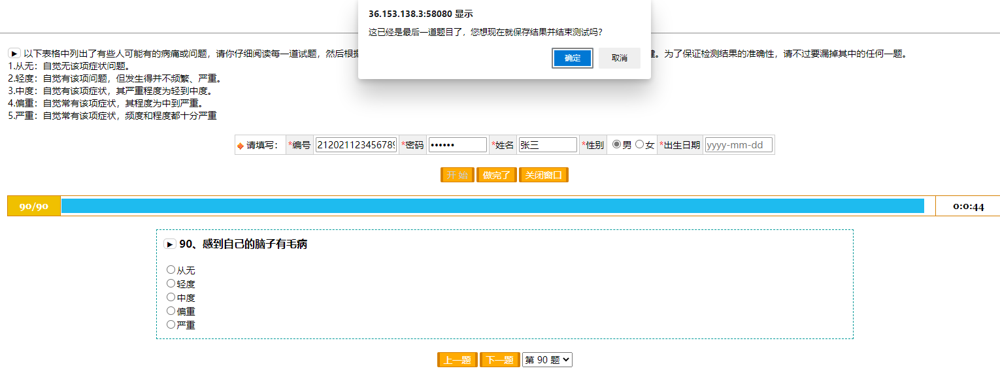 36.153.138.3:58080 显示
这已经是最后一道题目了，您想现在就保存结果并结束测试吗?
确定 取消
以下表格中列出了有些人可能有的病痛或问题，请你仔细阅读每一道试题，然后根据 键。为了保证检测结果的准确性，请不过要漏掉其中的任何一题。
1.从无：自觉无该项症状问题。
2.轻度：自觉有该项问题，但发生得并不频繁、严重。
3.中度：自觉有该项症状，其严重程度为轻到中度。
4.偏重：自觉常有该项症状，其程度为中到严重。
5.严重：自觉常有该项症状，频度和程度都十分严重
请填写： *编号 212021123456789 *密码 •••••• *姓名 张三 *性别 男 女 *出生日期 yyyy-mm-dd
开 始 做完了 关闭窗口
90/90 0:0:44
90、感到自己的脑子有毛病
从无
轻度
中度
偏重
严重
上一题 下一题 第 90 题